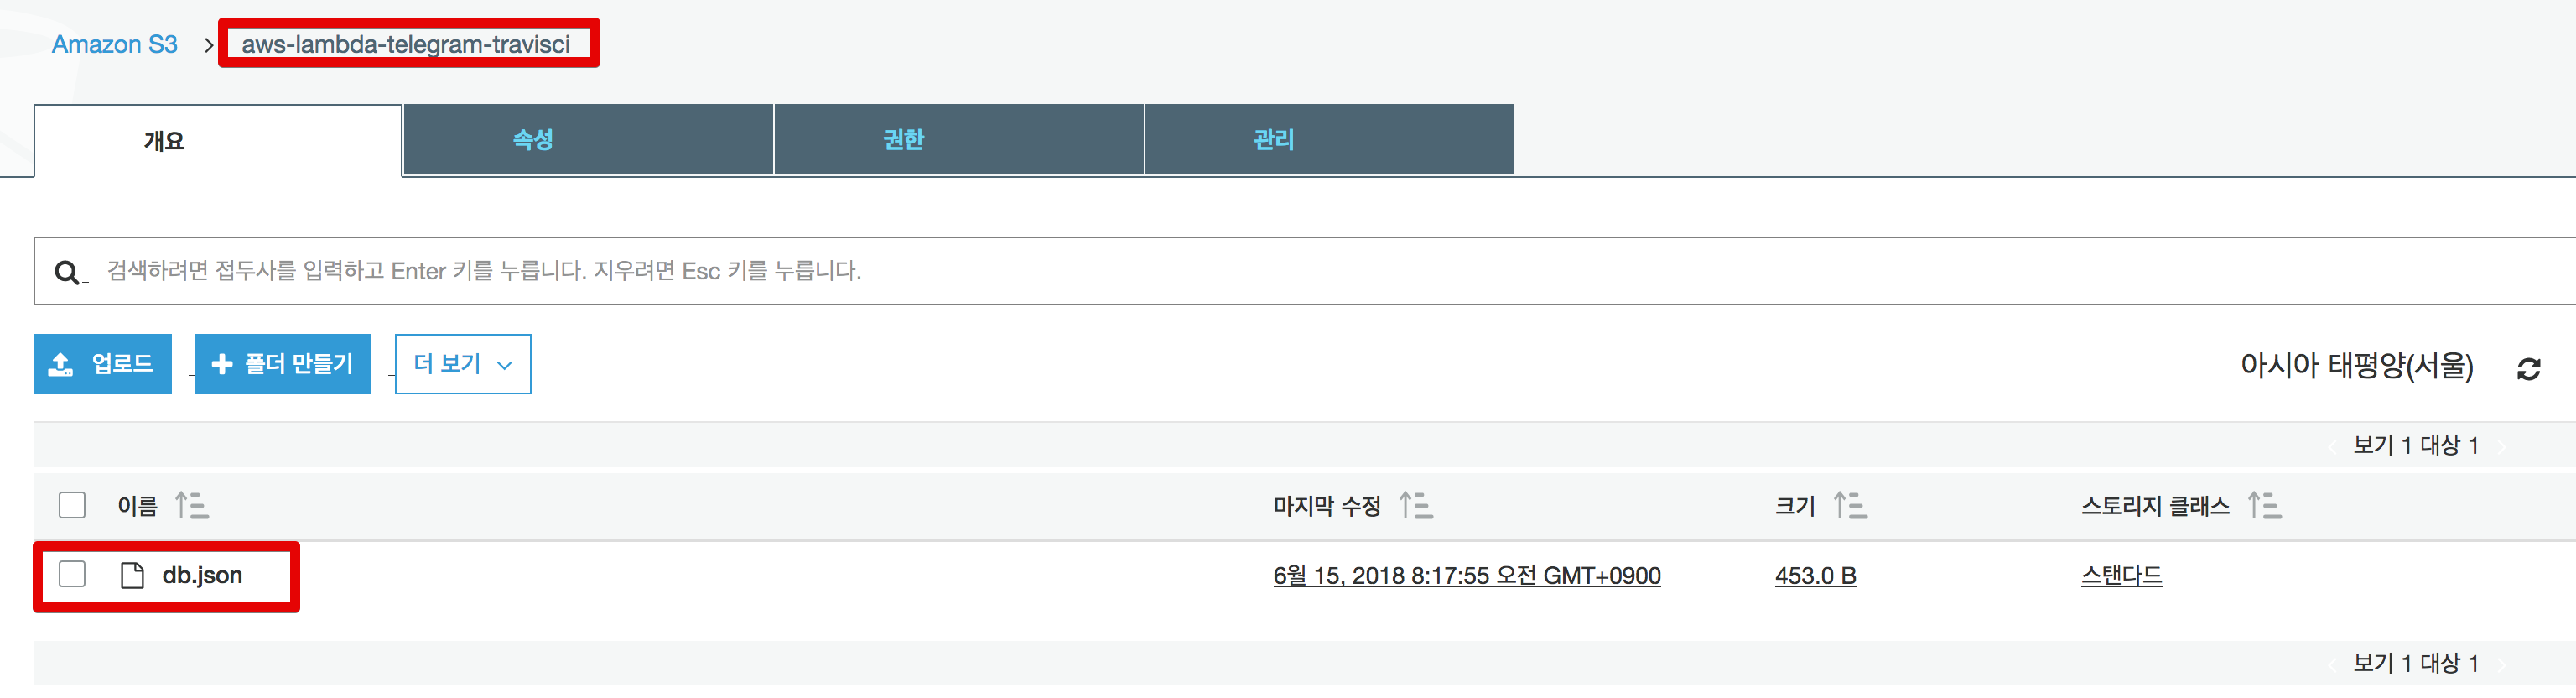 Amazon S3 > aws-lambda-telegram-travisci
개요 속성 권한 관리
검색하려면 접두사를 입력하고 Enter 키를 누릅니다. 지우려면 Esc 키를 누릅니다.
업로드 폴더 만들기 더 보기 아시아 태평양(서울)
보기 1 대상 1
이름 마지막 수정 크기 스토리지 클래스
db.json 6월 15, 2018 8:17:55 오전 GMT+0900 453.0 B 스탠다드
보기 1 대상 1